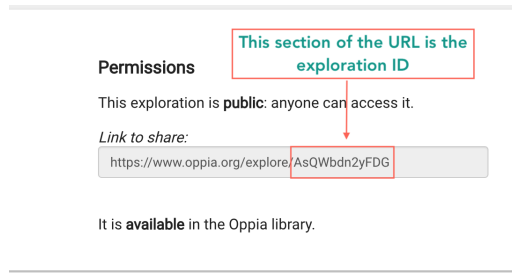 This section of the URL is the
exploration ID
Permissions
This exploration is public: anyone can access it.
Link to share:
https://www.oppia.org/explore/AsQWbdn2yFDG
It is available in the Oppia library.